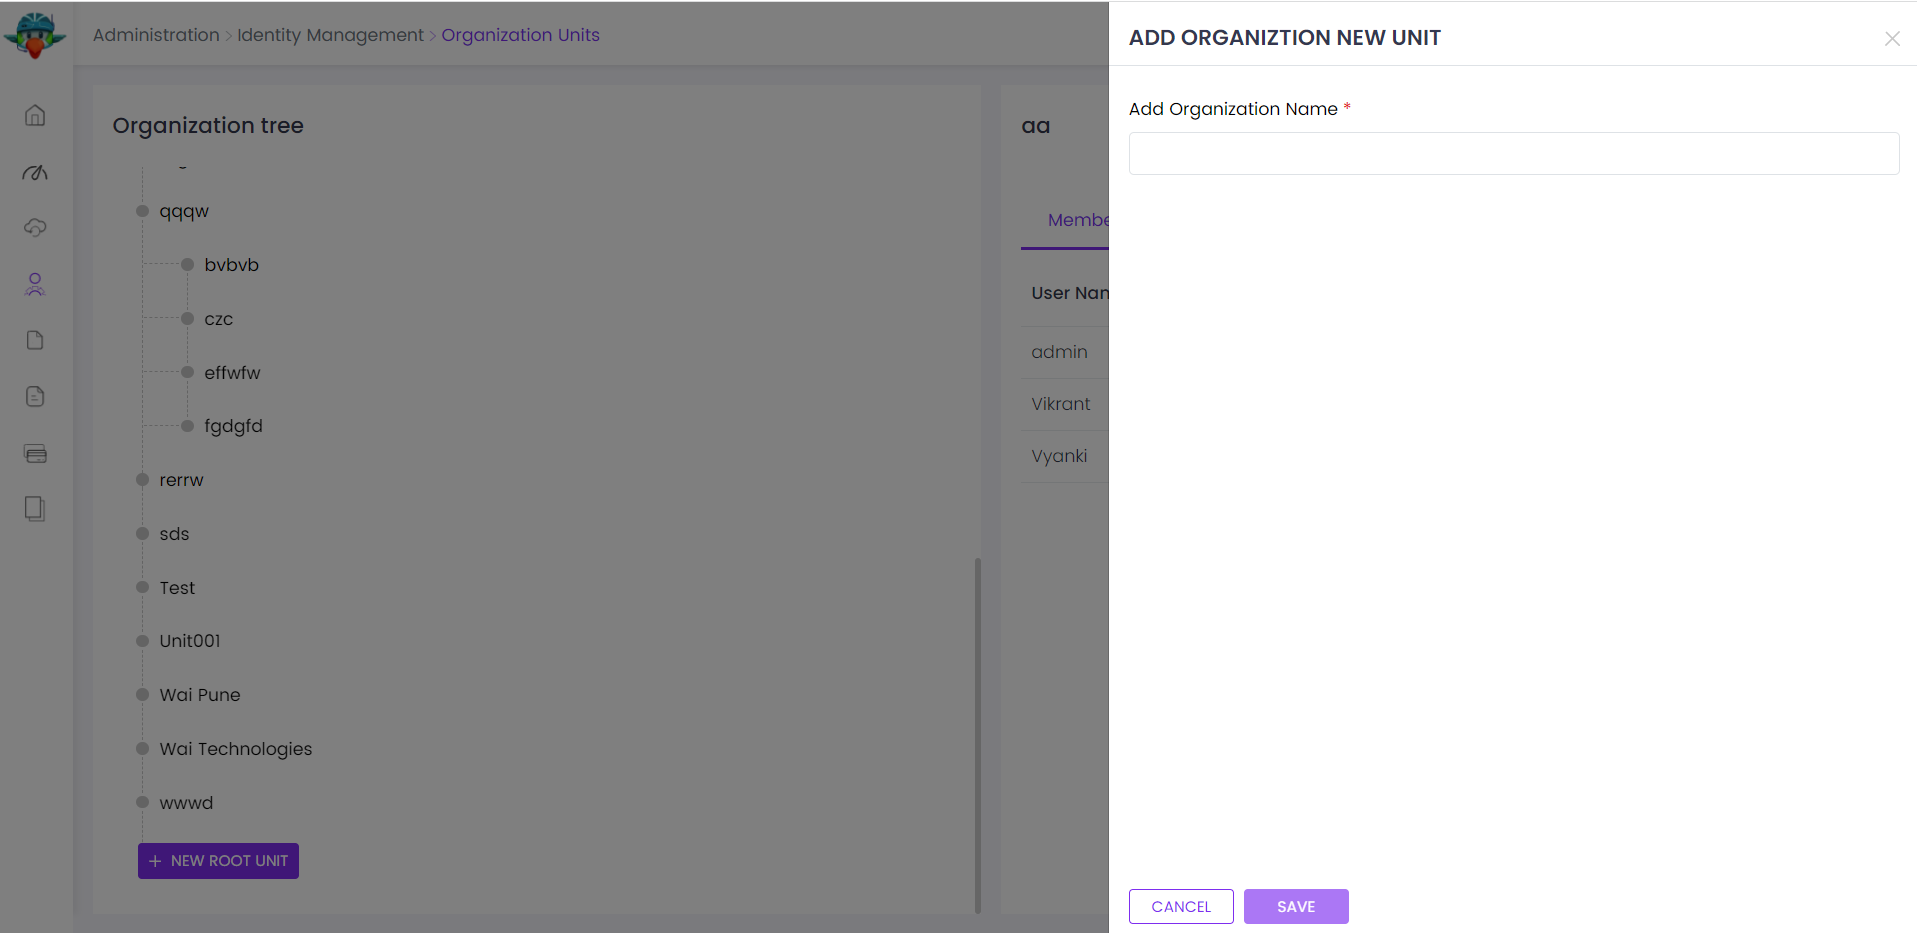 Administration > Identity Management > Organization Units
Organization tree
qqqw
bvbvb
czc
effwfw
fgdgfd
rerrw
sds
Test
Unit001
Wai Pune
Wai Technologies
wwwd
+ NEW ROOT UNIT
aa
Membe
User Nan
admin
Vikrant
Vyanki
ADD ORGANIZTION NEW UNIT
Add Organization Name *
CANCEL
SAVE